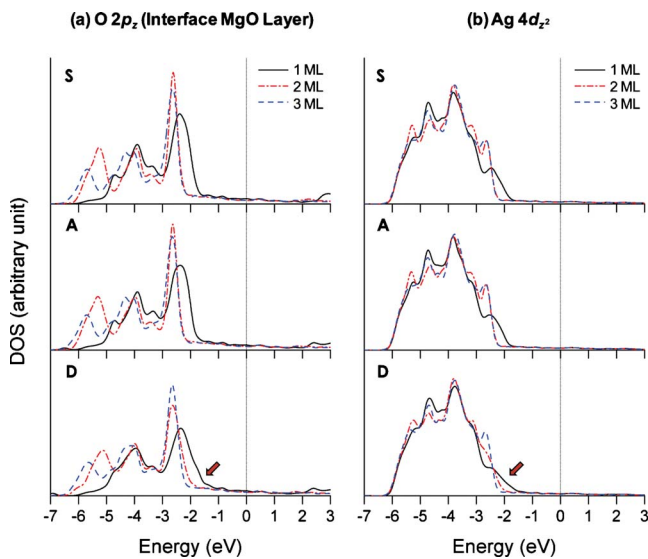 (a) O 2pz (Interface MgO Layer)
(b) Ag 4dz²
S
1 ML
2 ML
3 ML
S
1 ML
2 ML
3 ML
A
A
DOS (arbitrary unit)
D
D
-7 -6 -5 -4 -3 -2 -1 0 1 2 3
-7 -6 -5 -4 -3 -2 -1 0 1 2 3
Energy (eV)
Energy (eV)